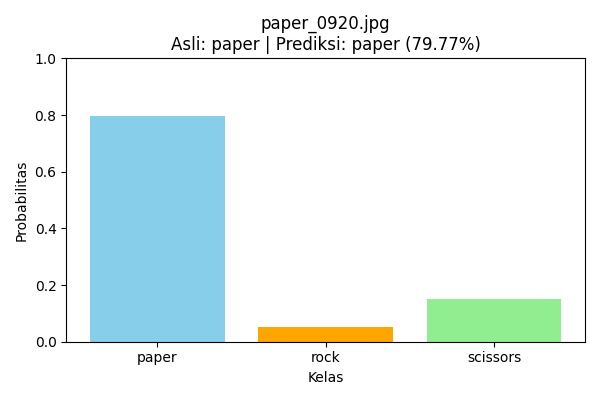 paper_0920.jpg
Asli: paper | Prediksi: paper (79.77%)
1.0
0.8
0.6
0.4
0.2
0.0
Probabilitas
paper rock scissors
Kelas